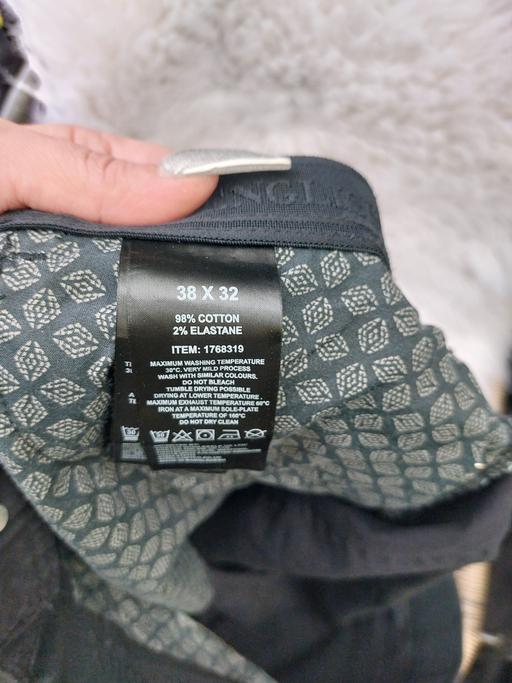 NGLI
38 X 32
98% COTTON
2% ELASTANE
ITEM: 1768319
MAXIMUM WASHING TEMPERATURE
30°C. VERY MILD PROCESS
WASH WITH SIMILAR COLOURS.
DO NOT BLEACH
TUMBLE DRYING POSSIBLE
DRYING AT LOWER TEMPERATURE.
MAXIMUM EXHAUST TEMPERATURE 60°C
IRON AT A MAXIMUM SOLE-PLATE
TEMPERATURE OF 100°C
DO NOT DRY CLEAN